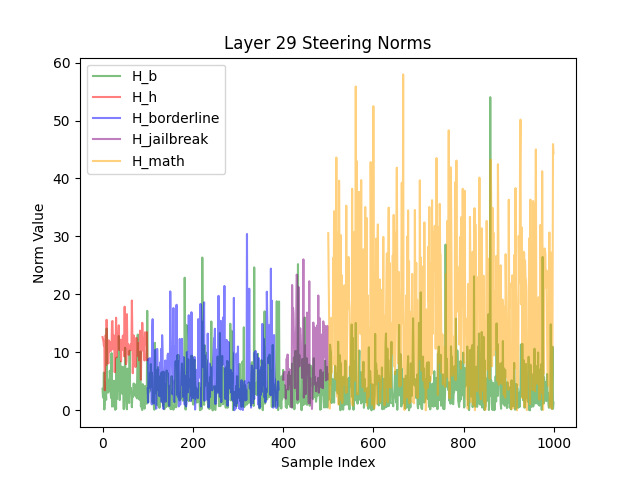 Layer 29 Steering Norms
H_b
H_h
H_borderline
H_jailbreak
H_math
60
50
40
30
20
10
0
Norm Value
0
200
400
600
800
1000
Sample Index